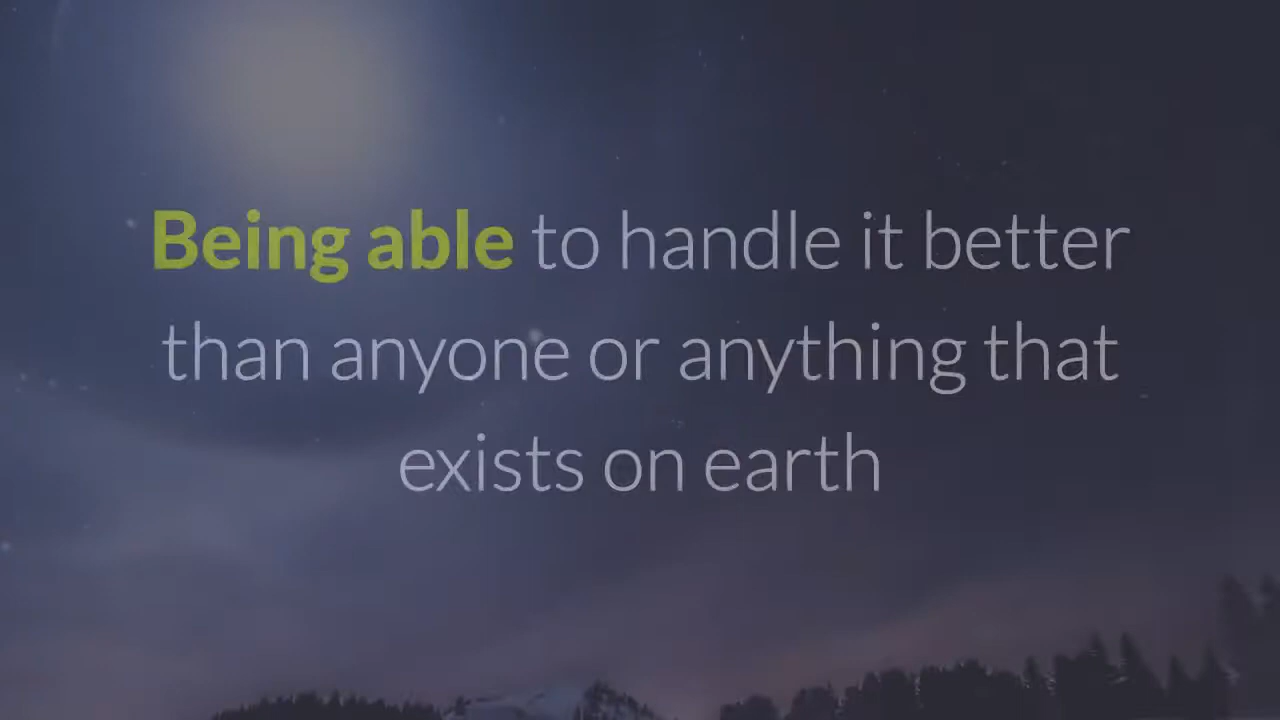 Being able to handle it better
than anyone or anything that
exists on earth